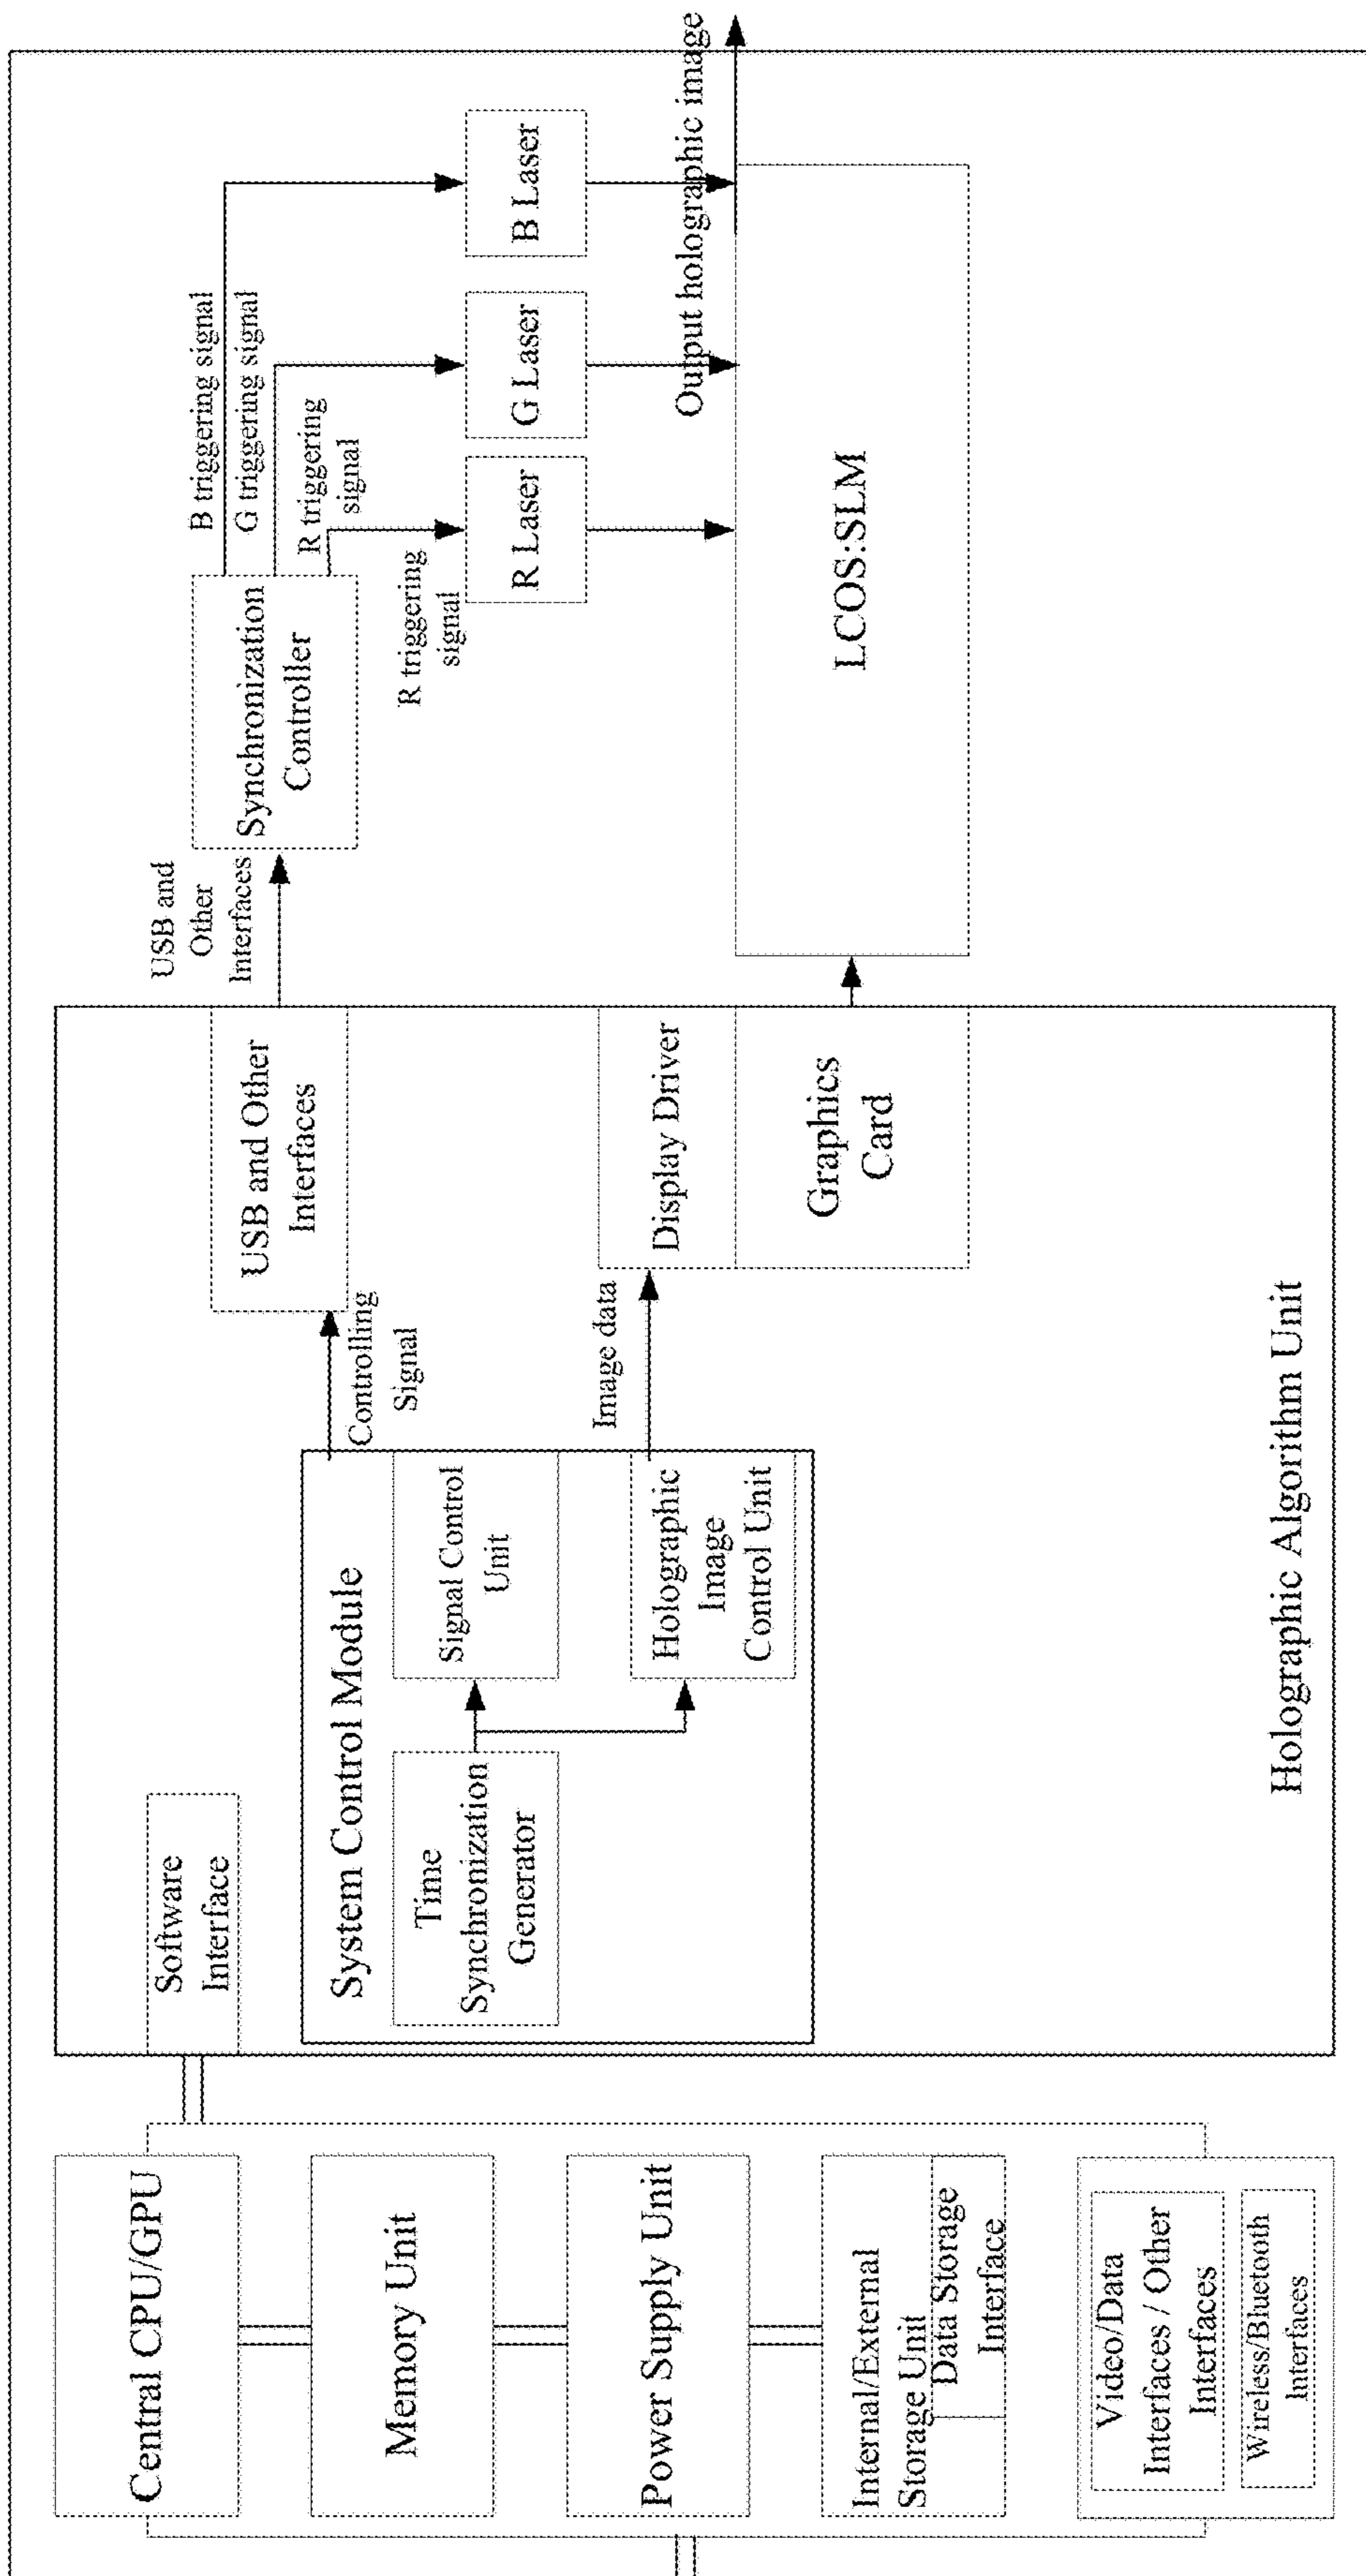 Central CPU/GPU
Memory Unit
Power Supply Unit
Internal/External
Storage Unit
Data Storage
Interface
Video/Data
Interfaces / Other
Interfaces
Wireless/Bluetooth
Interfaces
Software
Interface
System Control Module
Time
Synchronization
Generator
Signal Control
Unit
Holographic
Image
Control Unit
Controlling
Signal
Image data
USB and Other
Interfaces
Display Driver
Graphics
Card
Holographic Algorithm Unit
USB and
Other
Interfaces
Synchronization
Controller
B triggering signal
G triggering signal
R triggering
signal
R triggering
signal
R Laser
G Laser
B Laser
Output holographic image
LCOS:SLM